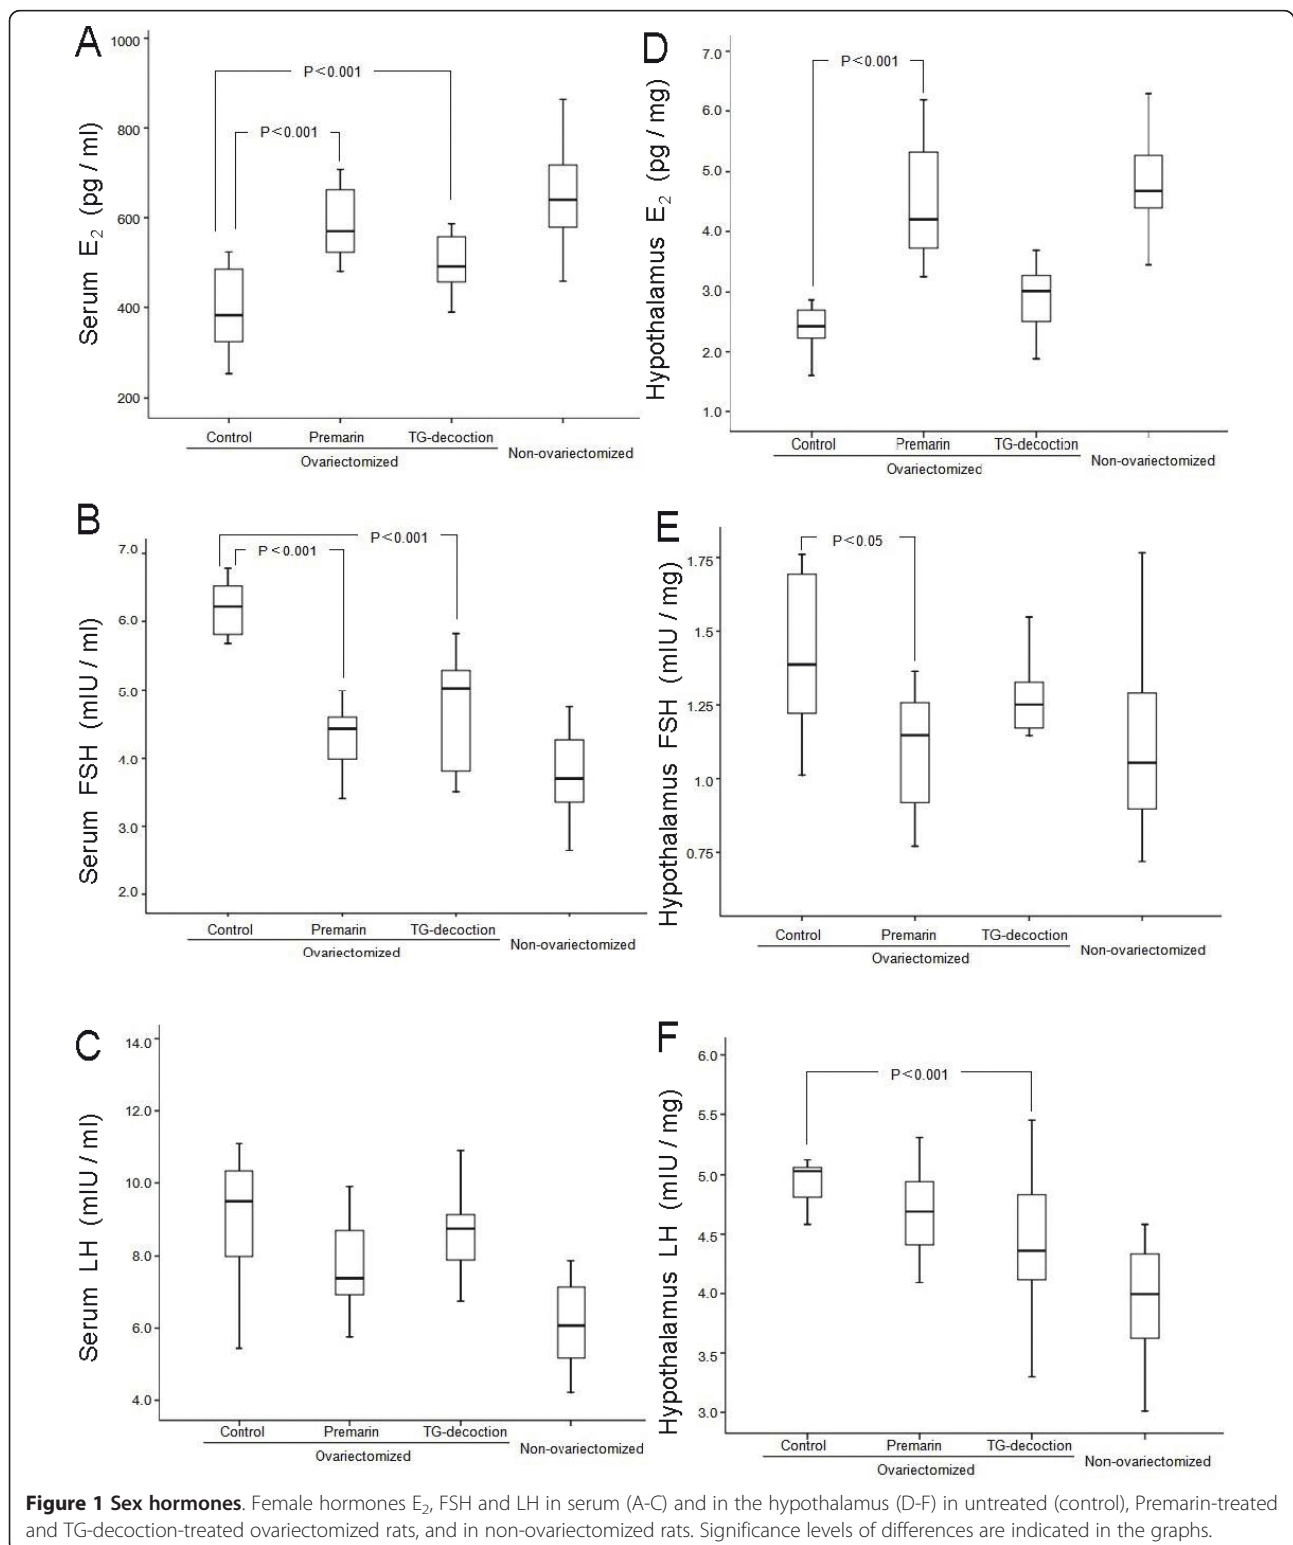 A
Serum E2 (pg / ml)
1000
800
600
400
200
P<0.001
P<0.001
Control Premarin TG-decoction Non-ovariectomized
Ovariectomized
D
Hypothalamus E2 (pg / mg)
7.0
6.0
5.0
4.0
3.0
2.0
1.0
P<0.001
Control Premarin TG-decoction Non-ovariectomized
Ovariectomized
B
Serum FSH (mIU / ml)
7.0
6.0
5.0
4.0
3.0
2.0
P<0.001
P<0.001
Control Premarin TG-decoction Non-ovariectomized
Ovariectomized
E
Hypothalamus FSH (mIU / mg)
1.75
1.5
1.25
1.0
0.75
P<0.05
Control Premarin TG-decoction Non-ovariectomized
Ovariectomized
C
Serum LH (mIU / ml)
14.0
12.0
10.0
8.0
6.0
4.0
Control Premarin TG-decoction Non-ovariectomized
Ovariectomized
F
Hypothalamus LH (mIU / mg)
6.0
5.5
5.0
4.5
4.0
3.5
3.0
P<0.001
Control Premarin TG-decoction Non-ovariectomized
Ovariectomized
Figure 1 Sex hormones. Female hormones E2, FSH and LH in serum (A-C) and in the hypothalamus (D-F) in untreated (control), Premarin-treated
and TG-decoction-treated ovariectomized rats, and in non-ovariectomized rats. Significance levels of differences are indicated in the graphs.